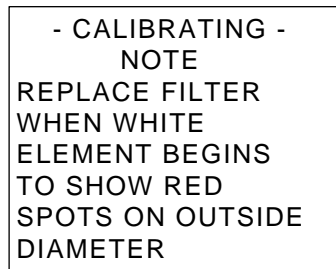 - CALIBRATING -
NOTE
REPLACE FILTER
WHEN WHITE
ELEMENT BEGINS
TO SHOW RED
SPOTS ON OUTSIDE
DIAMETER